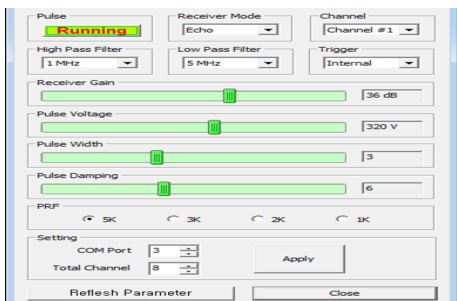 Pulse Receiver Mode Channel
Running Echo Channel #1
High Pass Filter Low Pass Filter Trigger
1 MHz 5 MHz Internal
Receiver Gain
36 dB
Pulse Voltage
320 V
Pulse Width
3
Pulse Damping
6
PRF
5K 3K 2K 1K
Setting
COM Port 3
Apply
Total Channel 8
Reflesh Parameter Close